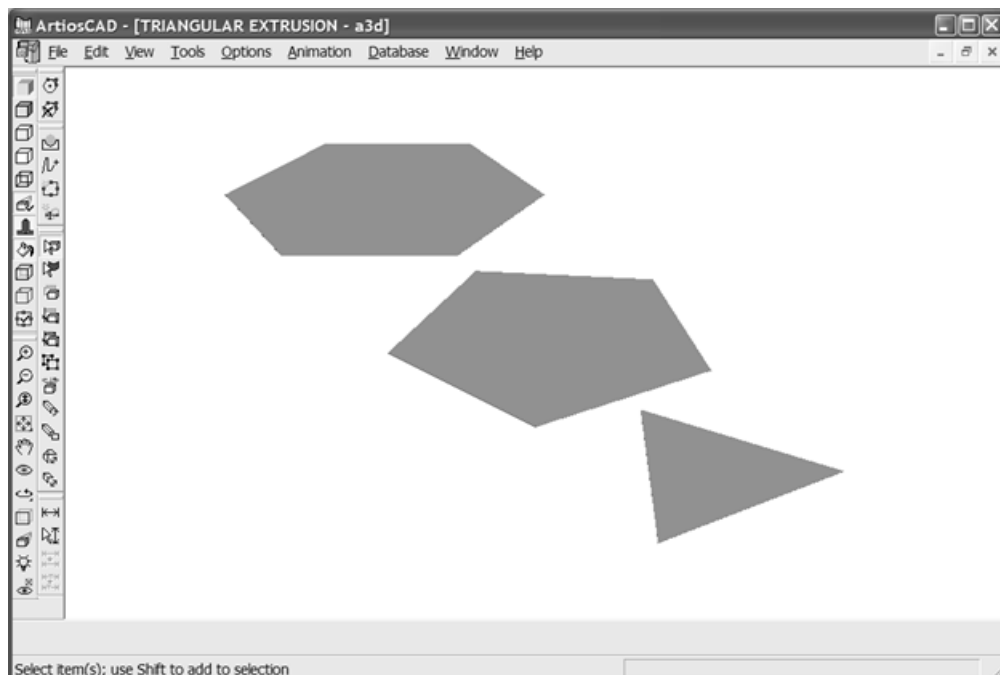 ArtiosCAD - [TRIANGULAR EXTRUSION - a3d]
File Edit View Tools Options Animation Database Window Help
Select item(s); use Shift to add to selection